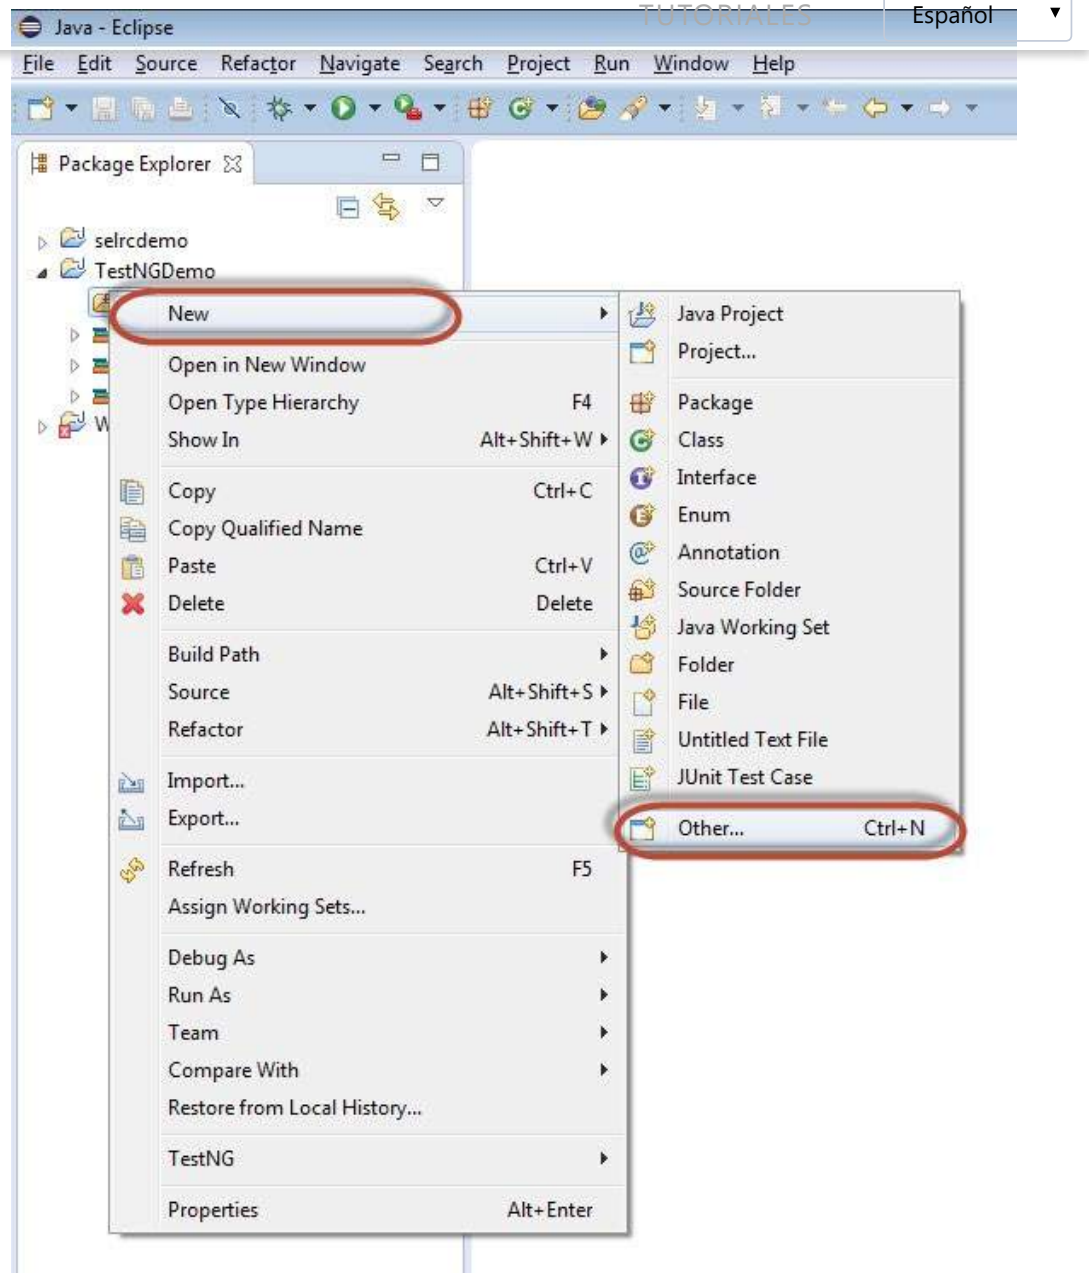 TUTORIALES
Español
Java - Eclipse
File Edit Source Refactor Navigate Search Project Run Window Help
Package Explorer
selrcdemo
TestNGDemo
W
New
Open in New Window
Open Type Hierarchy F4
Show In Alt+Shift+W
Copy Ctrl+C
Copy Qualified Name
Paste Ctrl+V
Delete Delete
Build Path
Source Alt+Shift+S
Refactor Alt+Shift+T
Import...
Export...
Refresh F5
Assign Working Sets...
Debug As
Run As
Team
Compare With
Restore from Local History...
TestNG
Properties Alt+Enter
Java Project
Project...
Package
Class
Interface
Enum
Annotation
Source Folder
Java Working Set
Folder
File
Untitled Text File
JUnit Test Case
Other... Ctrl+N